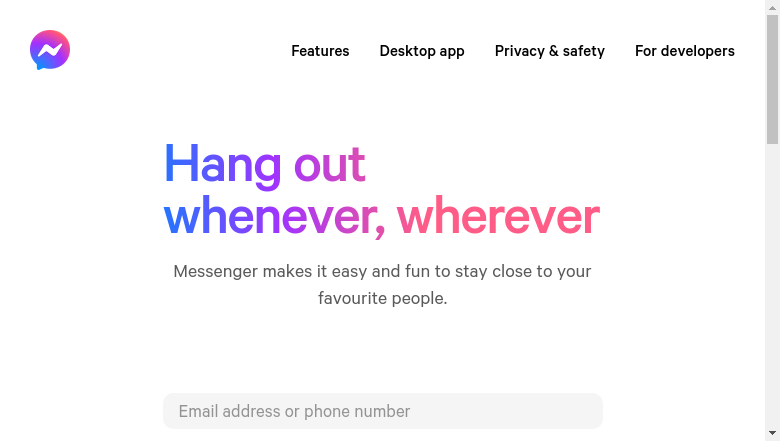 Features
Desktop app
Privacy & safety
For developers
Hang out
whenever, wherever
Messenger makes it easy and fun to stay close to your
favourite people.
Email address or phone number